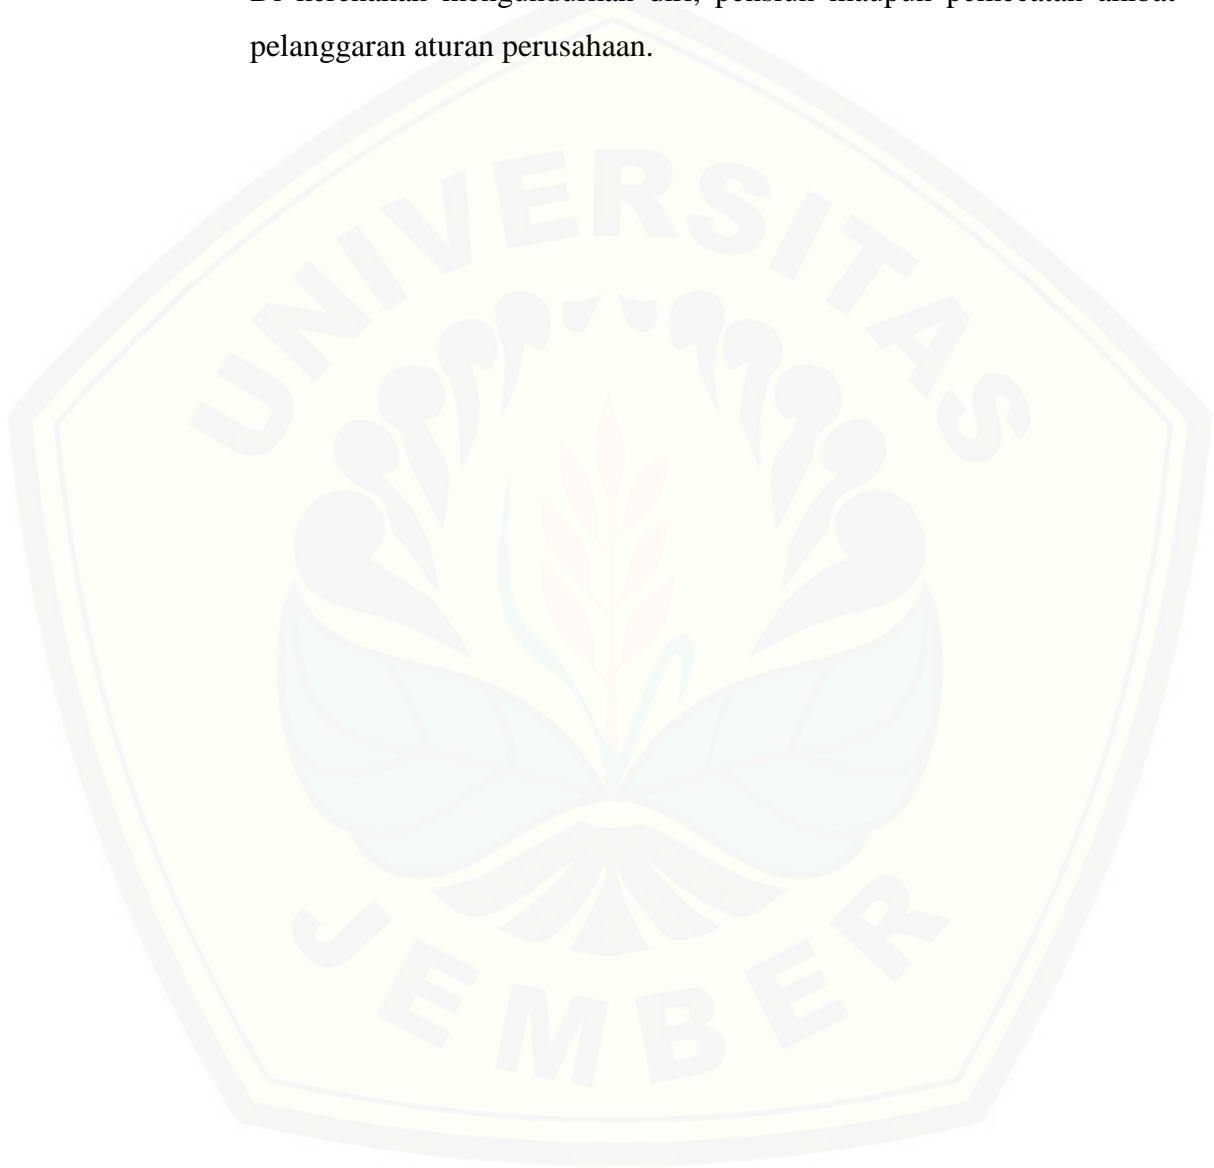 mengundurkan diri, pensiun maupun pemecatan akibat
pelanggaran aturan perusahaan.
UNIVERSITAS
JEMBER